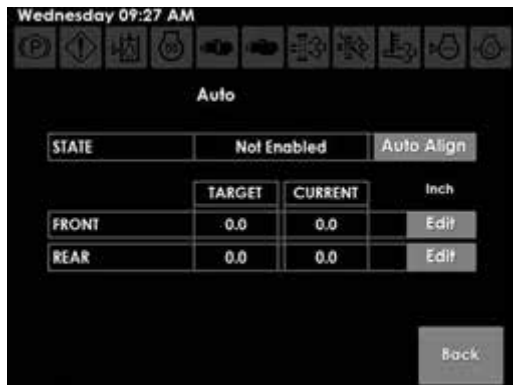 Wednesday 09:27 AM
Auto
STATE Not Enabled Auto Align
TARGET CURRENT Inch
FRONT 0.0 0.0 Edit
REAR 0.0 0.0 Edit
Back